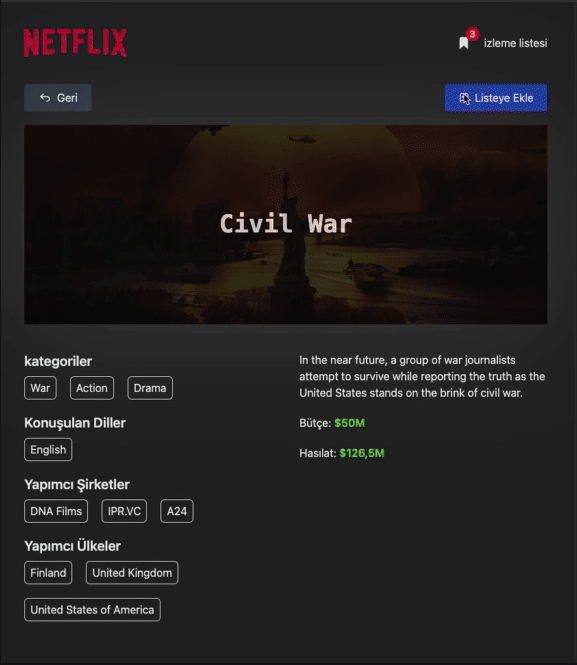 NETFLIX
3
izleme listesi
Geri
Listeye Ekle
Civil War
kategoriler
War Action Drama
Konuşulan Diller
English
Yapımcı Şirketler
DNA Films IPR.VC A24
Yapımcı Ülkeler
Finland United Kingdom
United States of America
In the near future, a group of war journalists
attempt to survive while reporting the truth as the
United States stands on the brink of civil war.
Bütçe: $50M
Hasılat: $126,5M